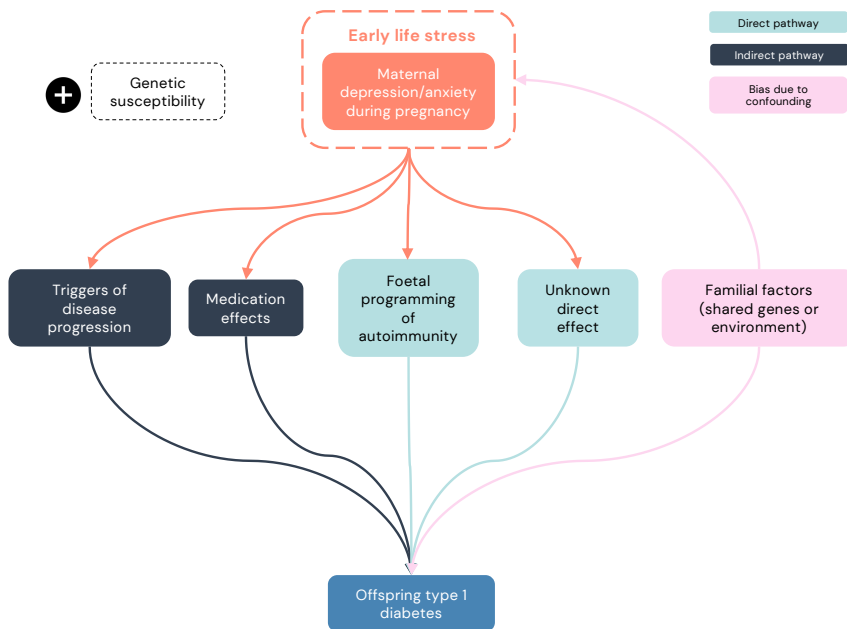 Early life stress
Maternal
depression/anxiety
during pregnancy
Genetic
susceptibility
Direct pathway
Indirect pathway
Bias due to
confounding
Triggers of
disease
progression
Medication
effects
Foetal
programming
of
autoimmunity
Unknown
direct
effect
Familial factors
(shared genes or
environment)
Offspring type 1
diabetes